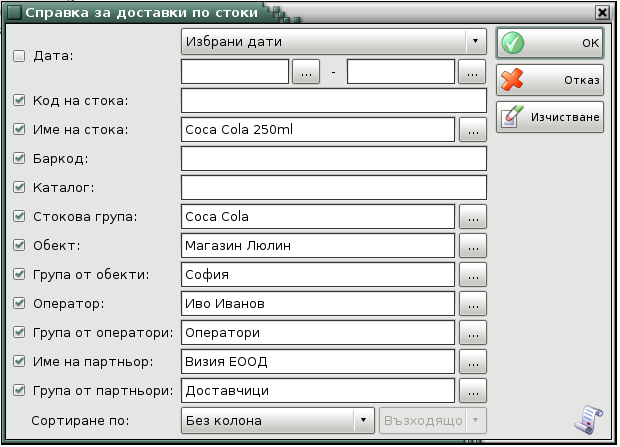 Справка за доставки по стоки
Дата:
Избрани дати
... - ...
Код на стока:
Име на стока: Coca Cola 250ml ...
Баркод:
Каталог:
Стокова група: Coca Cola ...
Обект: Магазин Люлин ...
Група от обекти: София ...
Оператор: Иво Иванов ...
Група от оператори: Оператори ...
Име на партньор: Визия ЕООД ...
Група от партньори: Доставчици ...
Сортиране по: Без колона Възходящо
OK
Отказ
Изчистване